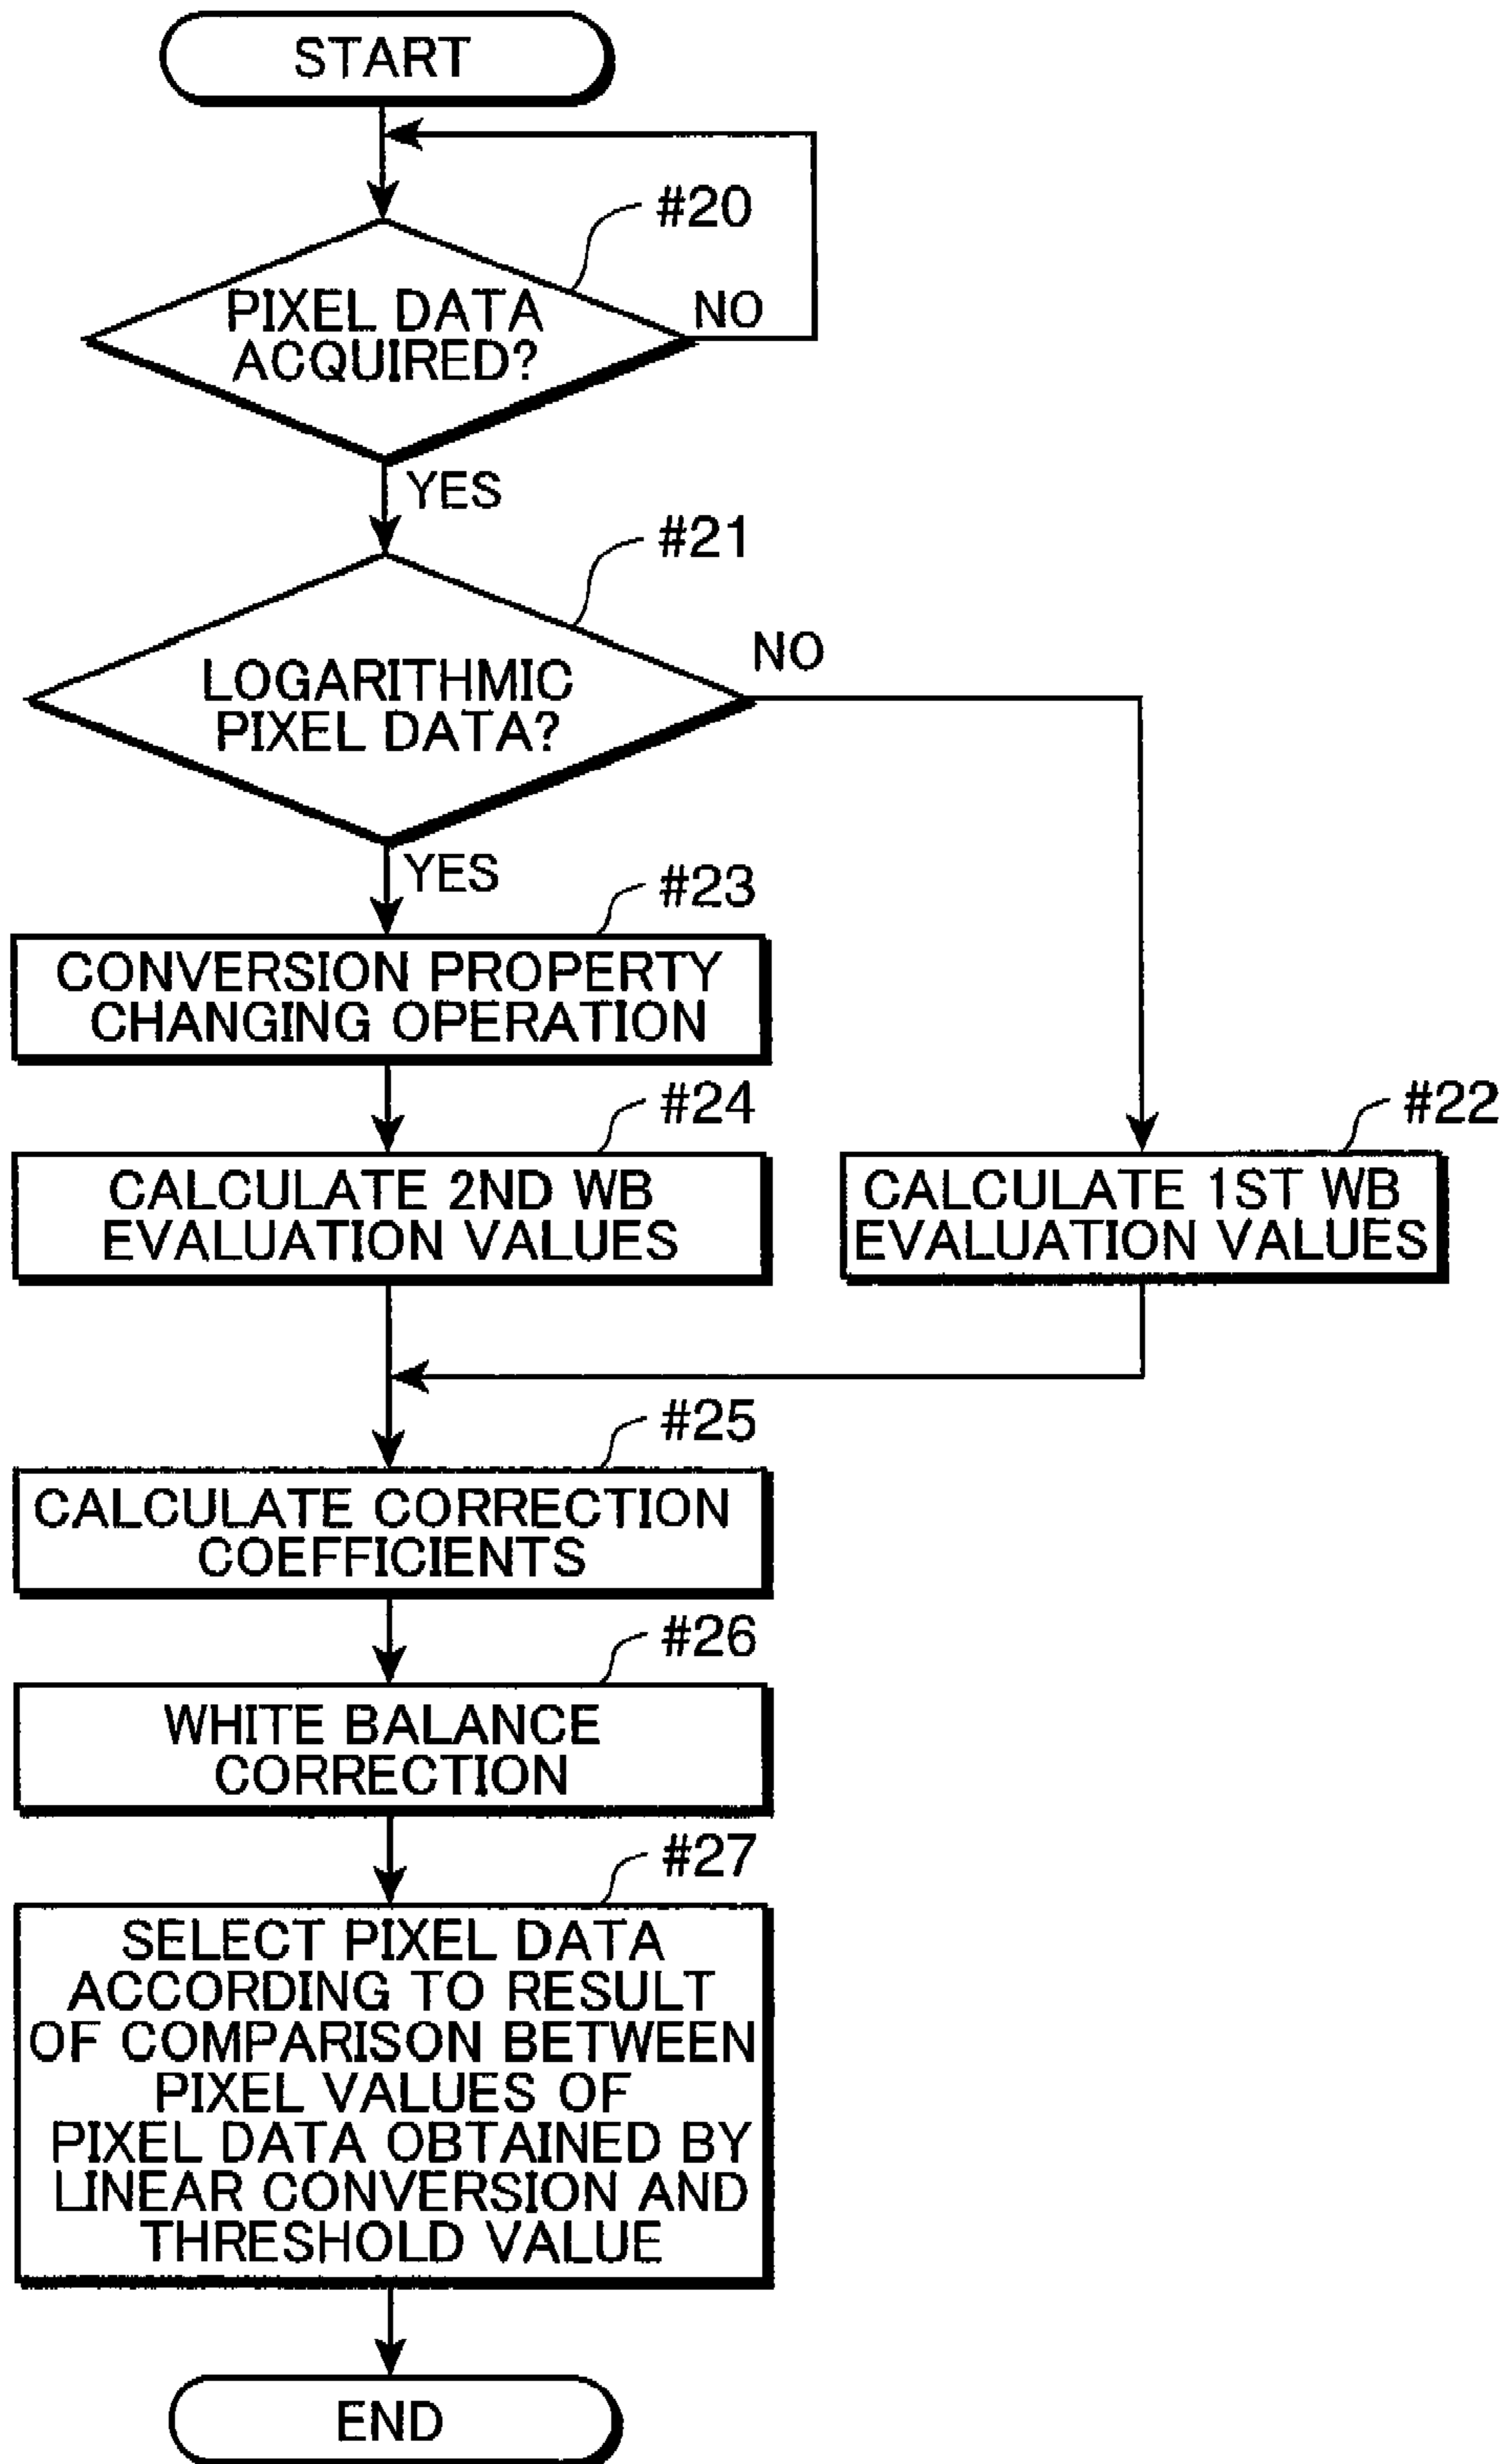 START
#20
PIXEL DATA
ACQUIRED?
NO
YES
#21
LOGARITHMIC
PIXEL DATA?
NO
YES
#23
CONVERSION PROPERTY
CHANGING OPERATION
#24
CALCULATE 2ND WB
EVALUATION VALUES
#22
CALCULATE 1ST WB
EVALUATION VALUES
#25
CALCULATE CORRECTION
COEFFICIENTS
#26
WHITE BALANCE
CORRECTION
#27
SELECT PIXEL DATA
ACCORDING TO RESULT
OF COMPARISON BETWEEN
PIXEL VALUES OF
PIXEL DATA OBTAINED BY
LINEAR CONVERSION AND
THRESHOLD VALUE
END